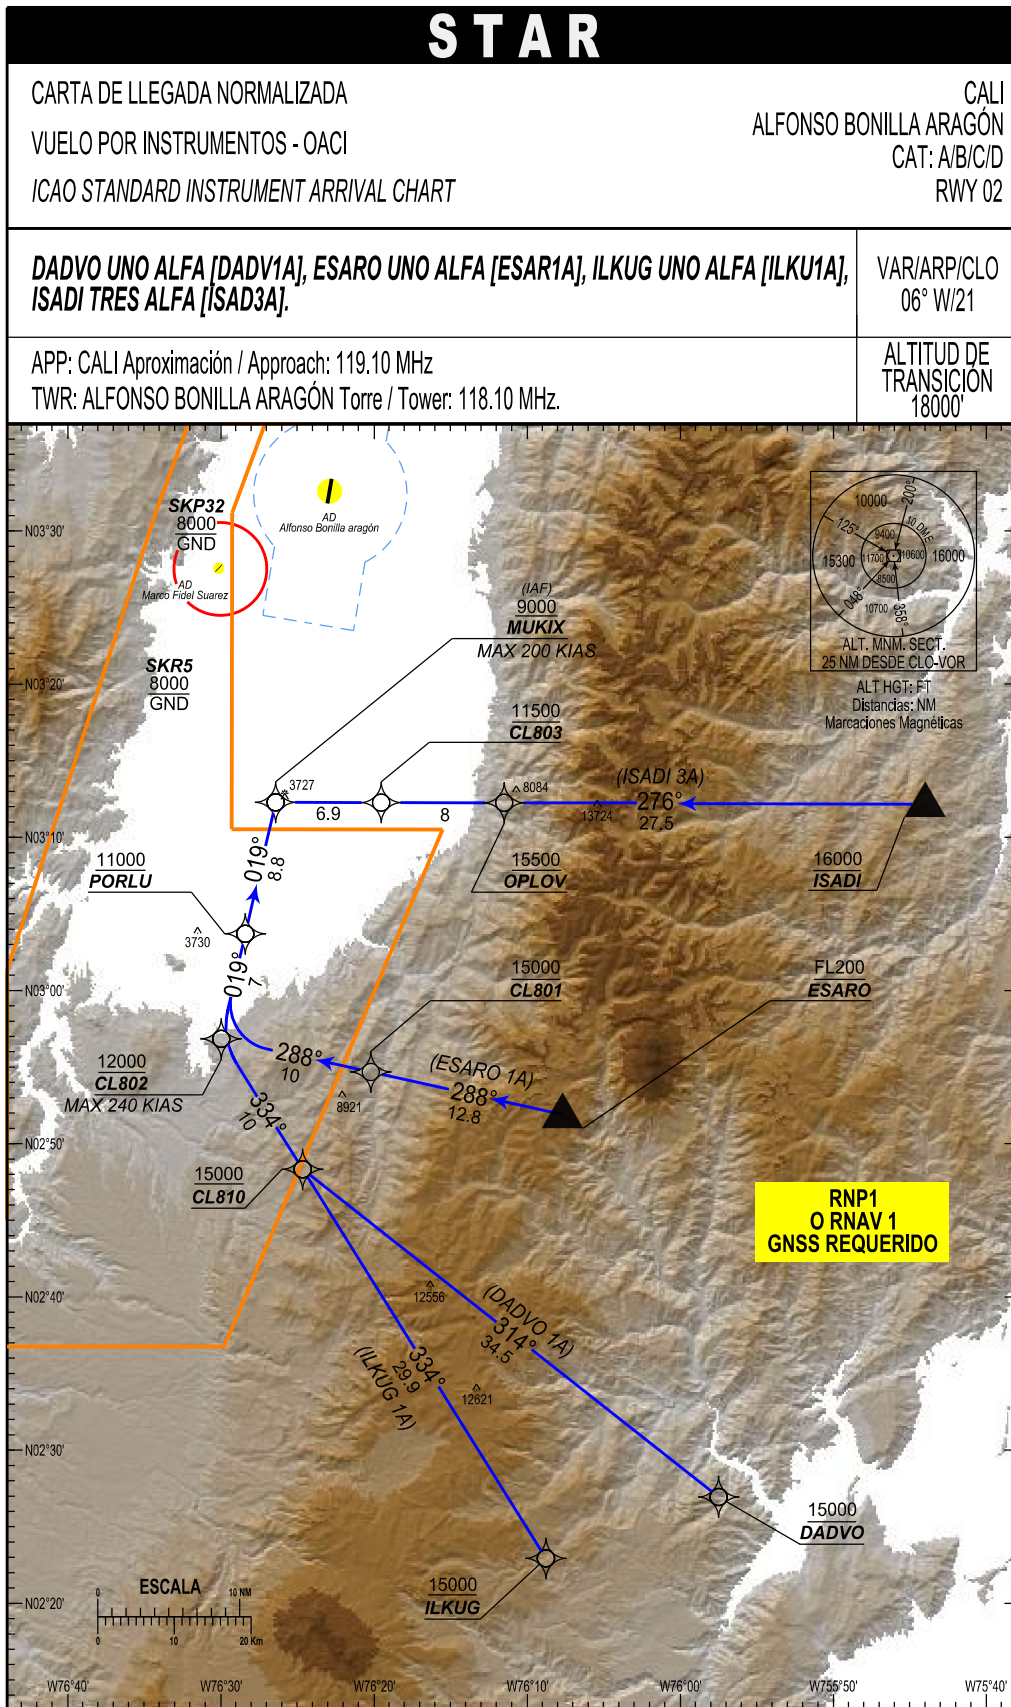 STAR
CARTA DE LLEGADA NORMALIZADA
VUELO POR INSTRUMENTOS - OACI
ICAO STANDARD INSTRUMENT ARRIVAL CHART
CALI
ALFONSO BONILLA ARAGÓN
CAT: A/B/C/D
RWY 02
DADVO UNO ALFA [DADV1A], ESARO UNO ALFA [ESAR1A], ILKUG UNO ALFA [ILKU1A],
ISADI TRES ALFA [ISAD3A].
VAR/ARP/CLO
06° W/21
APP: CALI Aproximación / Approach: 119.10 MHz
TWR: ALFONSO BONILLA ARAGÓN Torre / Tower: 118.10 MHz.
ALTITUD DE
TRANSICIÓN
18000'
SKP32
8000
GND
AD
Alfonso Bonilla aragón
AD
Marco Fidel Suarez
SKR5
8000
GND
10000
200°
125°
10 DME
9400
15300
11700
10600
16000
8500
048°
10700
358°
ALT. MNM. SECT.
25 NM DESDE CLO-VOR
ALT HGT: FT
Distancias: NM
Marcaciones Magnéticas
(IAF)
9000
MUKIX
MAX 200 KIAS
11500
CL803
3727
6.9
8
8084
(ISADI 3A)
276°
27.5
13724
15500
OPLOV
16000
ISADI
11000
PORLU
019°
8.8
3730
019°
7
15000
CL801
FL200
ESARO
12000
CL802
MAX 240 KIAS
288°
10
(ESARO 1A)
288°
12.8
8921
334°
10
15000
CL810
RNP1
O RNAV 1
GNSS REQUERIDO
12556
(DADVO 1A)
314°
34.5
334°
29.9
(ILKUG 1A)
12621
15000
DADVO
15000
ILKUG
ESCALA
0
10 NM
0
10
20 Km
N03°30'
N03°20'
N03°10'
N03°00'
N02°50'
N02°40'
N02°30'
N02°20'
W76°40'
W76°30'
W76°20'
W76°10'
W76°00'
W755°50'
W75°40'